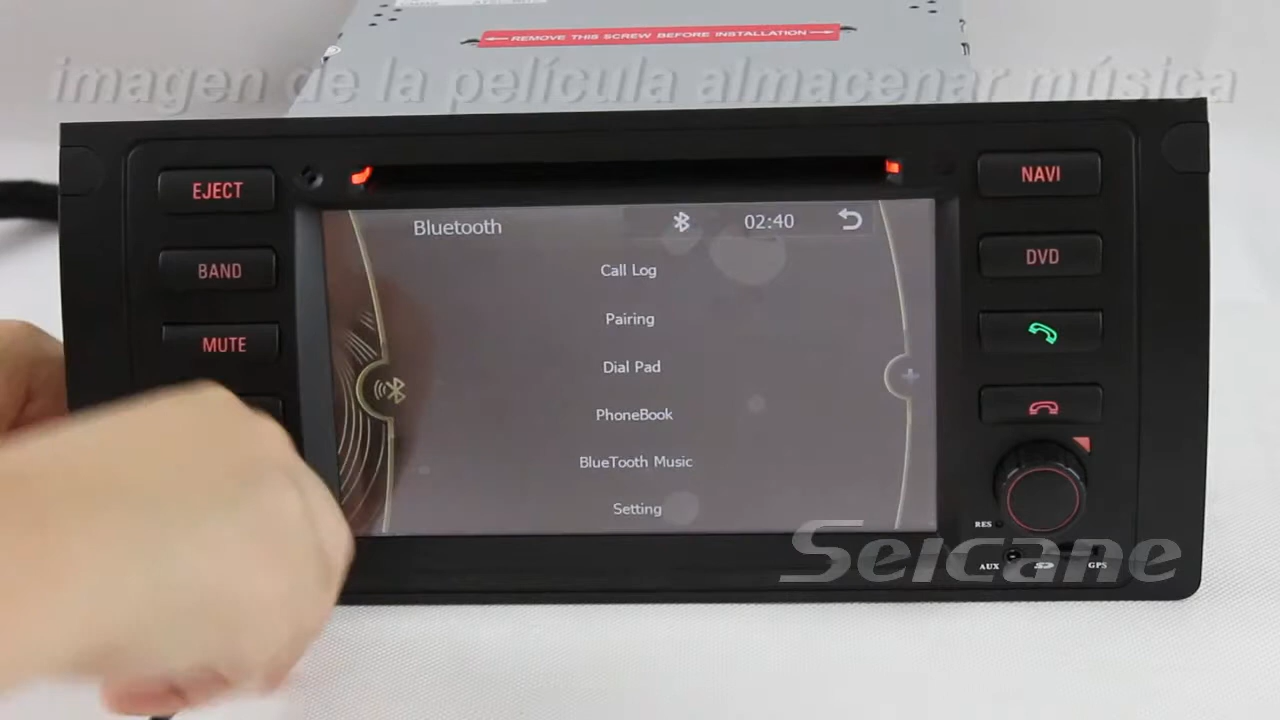 REMOVE THIS SCREW BEFORE INSTALLATION
imagen de la película almacenar música
EJECT
NAVI
Bluetooth
02:40
BAND
DVD
Call Log
Pairing
MUTE
Dial Pad
PhoneBook
BlueTooth Music
Setting
RES
Seicane
AUX
GPS